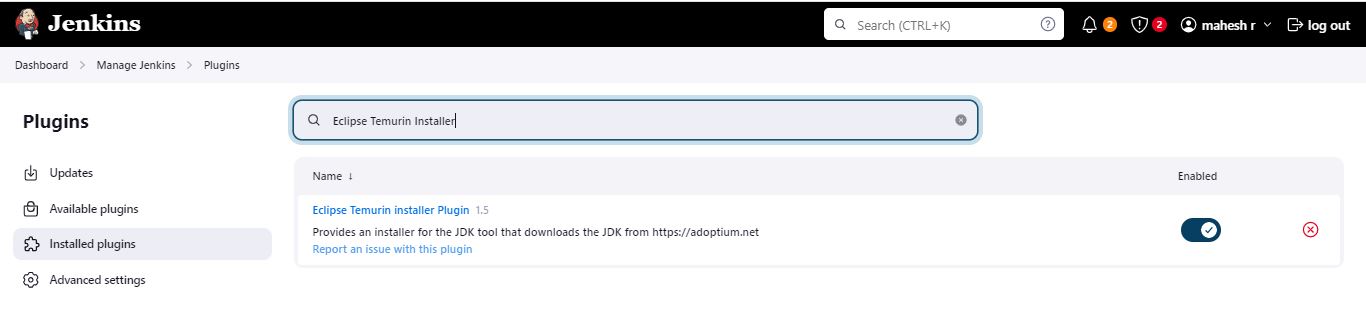 Jenkins
Search (CTRL+K)
2
2
mahesh r
log out
Dashboard > Manage Jenkins > Plugins
Plugins
Eclipse Temurin Installer
Updates
Available plugins
Installed plugins
Advanced settings
Name ↓ Enabled
Eclipse Temurin installer Plugin 1.5
Provides an installer for the JDK tool that downloads the JDK from https://adoptium.net
Report an issue with this plugin